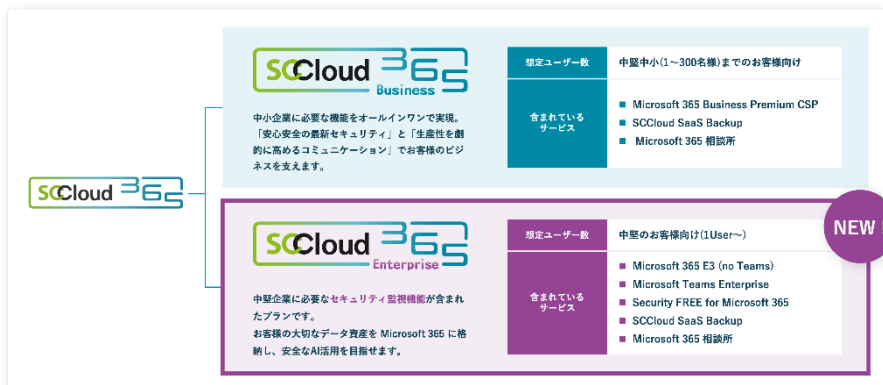 SCCloud 365
SCCloud 365
Business
中小企業に必要な機能をオールインワンで実現。
「安心安全の最新セキュリティ」と「生産性を劇
的に高めるコミュニケーション」でお客様のビジ
ネスを支えます。
想定ユーザー数
中堅中小(1～300名様)までのお客様向け
含まれている
サービス
Microsoft 365 Business Premium CSP
SCCloud SaaS Backup
Microsoft 365 相談所
NEW
SCCloud 365
Enterprise
中堅企業に必要なセキュリティ監視機能が含まれ
たプランです。
お客様の大切なデータ資産を Microsoft 365 に格
納し、安全なAI活用を目指せます。
想定ユーザー数
中堅のお客様向け(1User～)
含まれている
サービス
Microsoft 365 E3 (no Teams)
Microsoft Teams Enterprise
Security FREE for Microsoft 365
SCCloud SaaS Backup
Microsoft 365 相談所